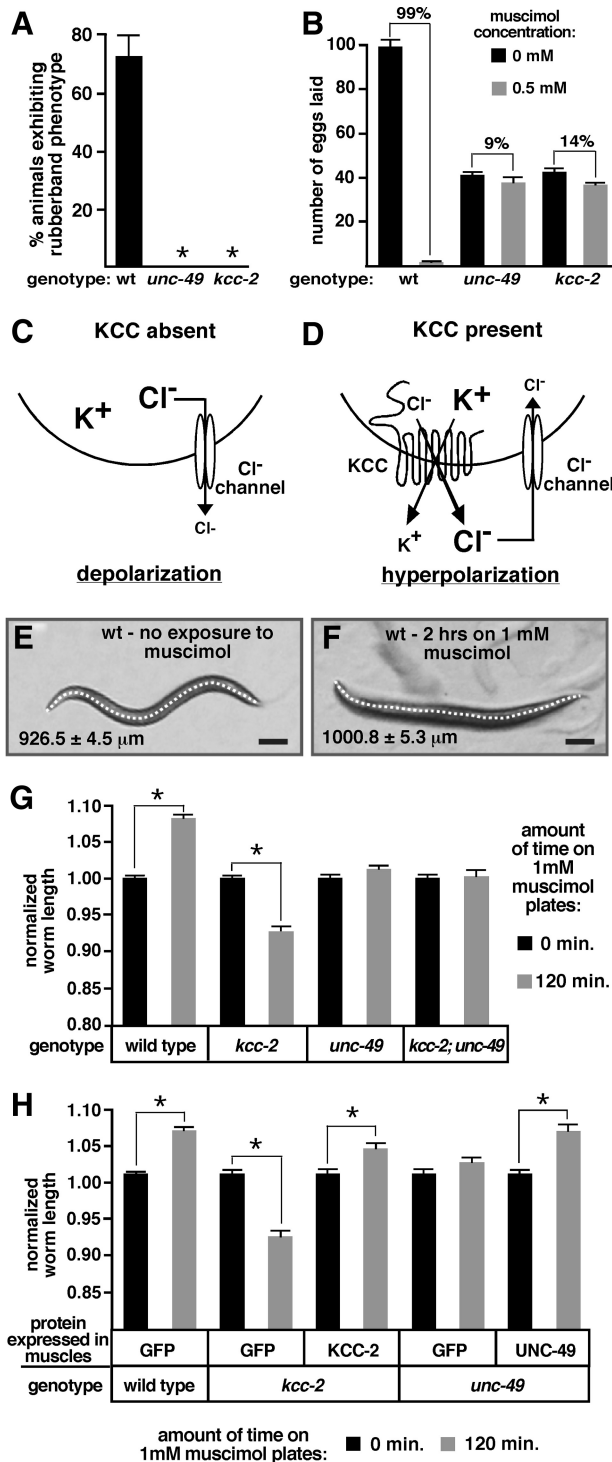 A
80
60
40
20
% animals exhibiting
rubberband phenotype
*
*
genotype: wt unc-49 kcc-2
B
100
80
60
40
20
number of eggs laid
muscimol
concentration:
0 mM
0.5 mM
99%
9%
14%
genotype: wt unc-49 kcc-2
C KCC absent
K+
Cl-
Cl-
channel
Cl-
depolarization
D KCC present
Cl-
K+
Cl-
KCC
Cl-
channel
K+
Cl-
hyperpolarization
E wt - no exposure to
muscimol
926.5 ± 4.5 μm
F wt - 2 hrs on 1 mM
muscimol
1000.8 ± 5.3 μm
G
1.10
1.05
1.00
0.95
0.90
0.85
0.80
normalized
worm length
*
*
amount
of time on
1mM
muscimol
plates:
0 min.
120 min.
genotype wild type kcc-2 unc-49 kcc-2; unc-49
H
1.10
1.05
1.00
0.95
0.90
0.85
normalized
worm length
*
*
*
*
protein
expressed in
muscles
GFP GFP KCC-2 GFP UNC-49
genotype wild type kcc-2 unc-49
amount of time on
1mM muscimol plates:
0 min. 120 min.